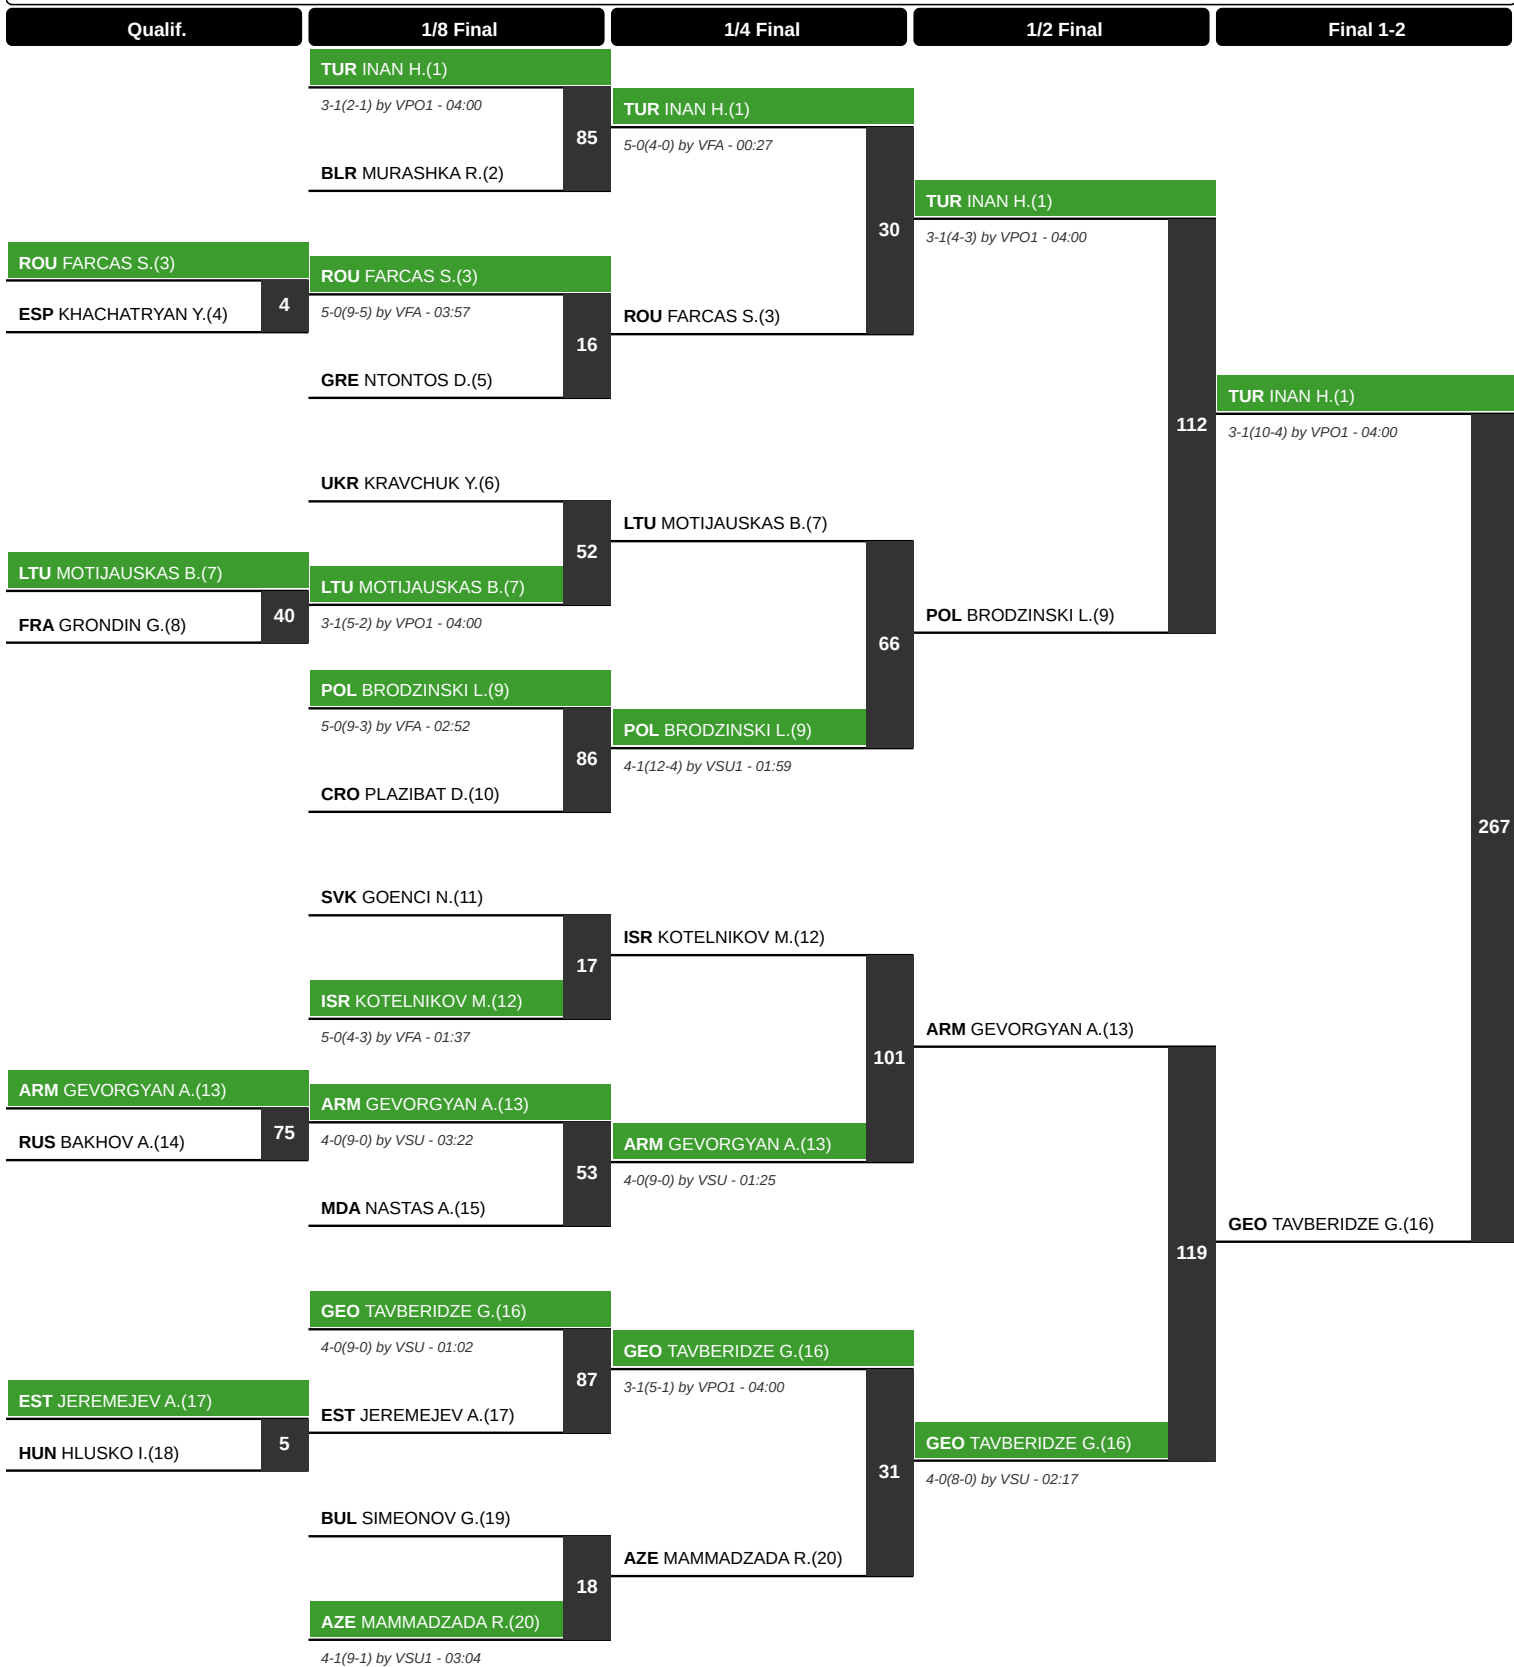 Qualif.
1/8 Final
1/4 Final
1/2 Final
Final 1-2
ROU FARCAS S.(3)
4
ESP KHACHATRYAN Y.(4)
LTU MOTIJAUSKAS B.(7)
40
FRA GRONDIN G.(8)
ARM GEVORGYAN A.(13)
75
RUS BAKHOV A.(14)
EST JEREMEJEV A.(17)
5
HUN HLUSKO I.(18)
TUR INAN H.(1)
3-1(2-1) by VPO1 - 04:00
85
BLR MURASHKA R.(2)
ROU FARCAS S.(3)
5-0(9-5) by VFA - 03:57
16
GRE NTONTOS D.(5)
UKR KRAVCHUK Y.(6)
52
LTU MOTIJAUSKAS B.(7)
3-1(5-2) by VPO1 - 04:00
POL BRODZINSKI L.(9)
5-0(9-3) by VFA - 02:52
86
CRO PLAZIBAT D.(10)
SVK GOENCI N.(11)
17
ISR KOTELNIKOV M.(12)
5-0(4-3) by VFA - 01:37
ARM GEVORGYAN A.(13)
4-0(9-0) by VSU - 03:22
53
MDA NASTAS A.(15)
GEO TAVBERIDZE G.(16)
4-0(9-0) by VSU - 01:02
87
EST JEREMEJEV A.(17)
BUL SIMEONOV G.(19)
18
AZE MAMMADZADA R.(20)
4-1(9-1) by VSU1 - 03:04
TUR INAN H.(1)
5-0(4-0) by VFA - 00:27
30
ROU FARCAS S.(3)
LTU MOTIJAUSKAS B.(7)
66
POL BRODZINSKI L.(9)
4-1(12-4) by VSU1 - 01:59
ISR KOTELNIKOV M.(12)
101
ARM GEVORGYAN A.(13)
4-0(9-0) by VSU - 01:25
GEO TAVBERIDZE G.(16)
3-1(5-1) by VPO1 - 04:00
31
AZE MAMMADZADA R.(20)
TUR INAN H.(1)
3-1(4-3) by VPO1 - 04:00
112
POL BRODZINSKI L.(9)
ARM GEVORGYAN A.(13)
119
GEO TAVBERIDZE G.(16)
4-0(8-0) by VSU - 02:17
TUR INAN H.(1)
3-1(10-4) by VPO1 - 04:00
267
GEO TAVBERIDZE G.(16)